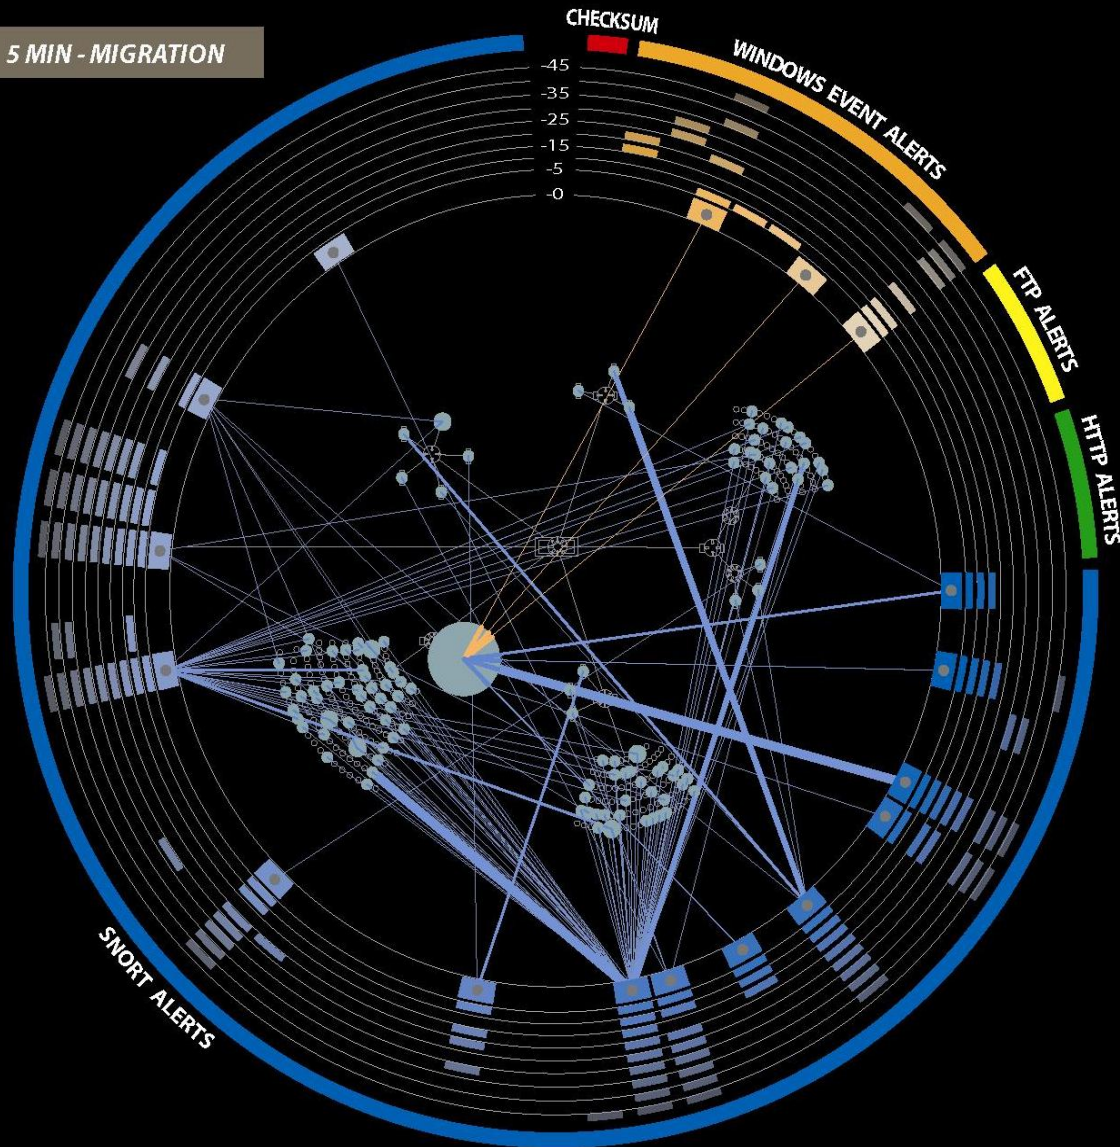 5 MIN - MIGRATION
CHECKSUM
WINDOWS EVENT ALERTS
-45
-35
-25
-15
-5
-0
FTP ALERTS
HTTP ALERTS
SNORT ALERTS